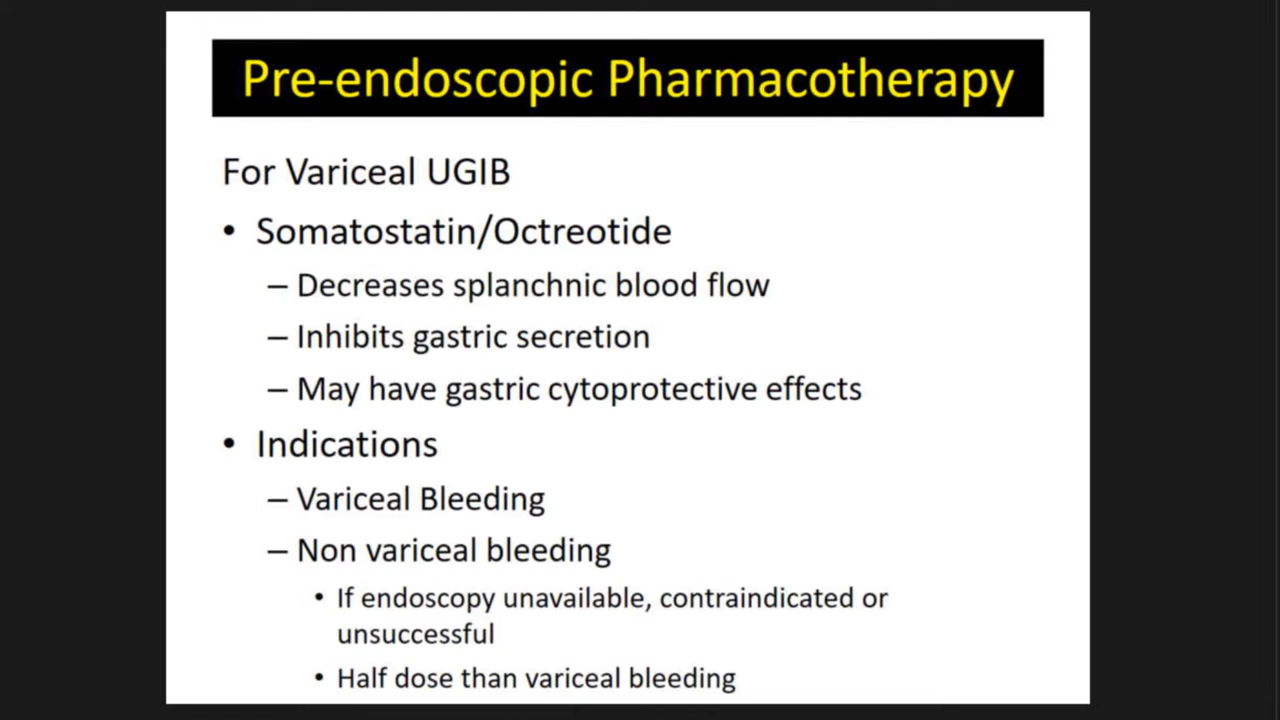 Pre-endoscopic Pharmacotherapy
For Variceal UGIB
• Somatostatin/Octreotide
– Decreases splanchnic blood flow
– Inhibits gastric secretion
– May have gastric cytoprotective effects
• Indications
– Variceal Bleeding
– Non variceal bleeding
• If endoscopy unavailable, contraindicated or
unsuccessful
• Half dose than variceal bleeding